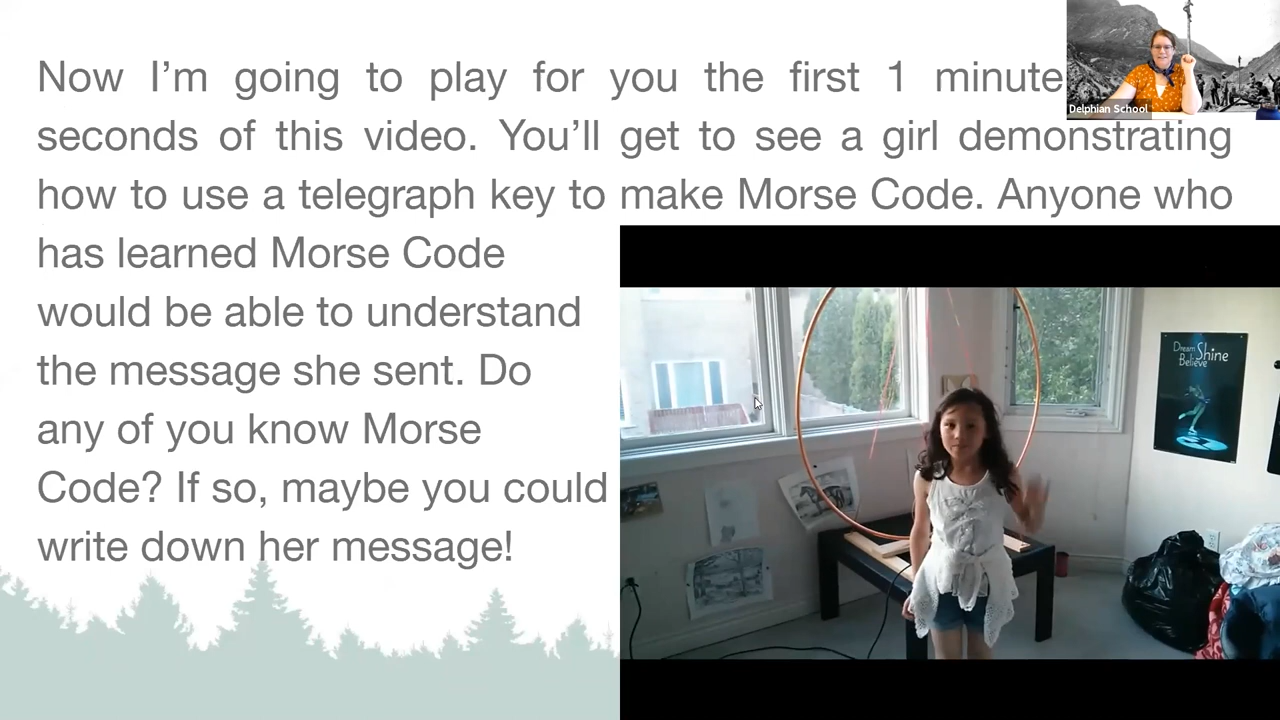 Now I'm going to play for you the first 1 minute
seconds of this video. You'll get to see a girl demonstrating
how to use a telegraph key to make Morse Code. Anyone who
has learned Morse Code
would be able to understand
the message she sent. Do
any of you know Morse
Code? If so, maybe you could
write down her message!
Delphian School
Dream Shine
Believe